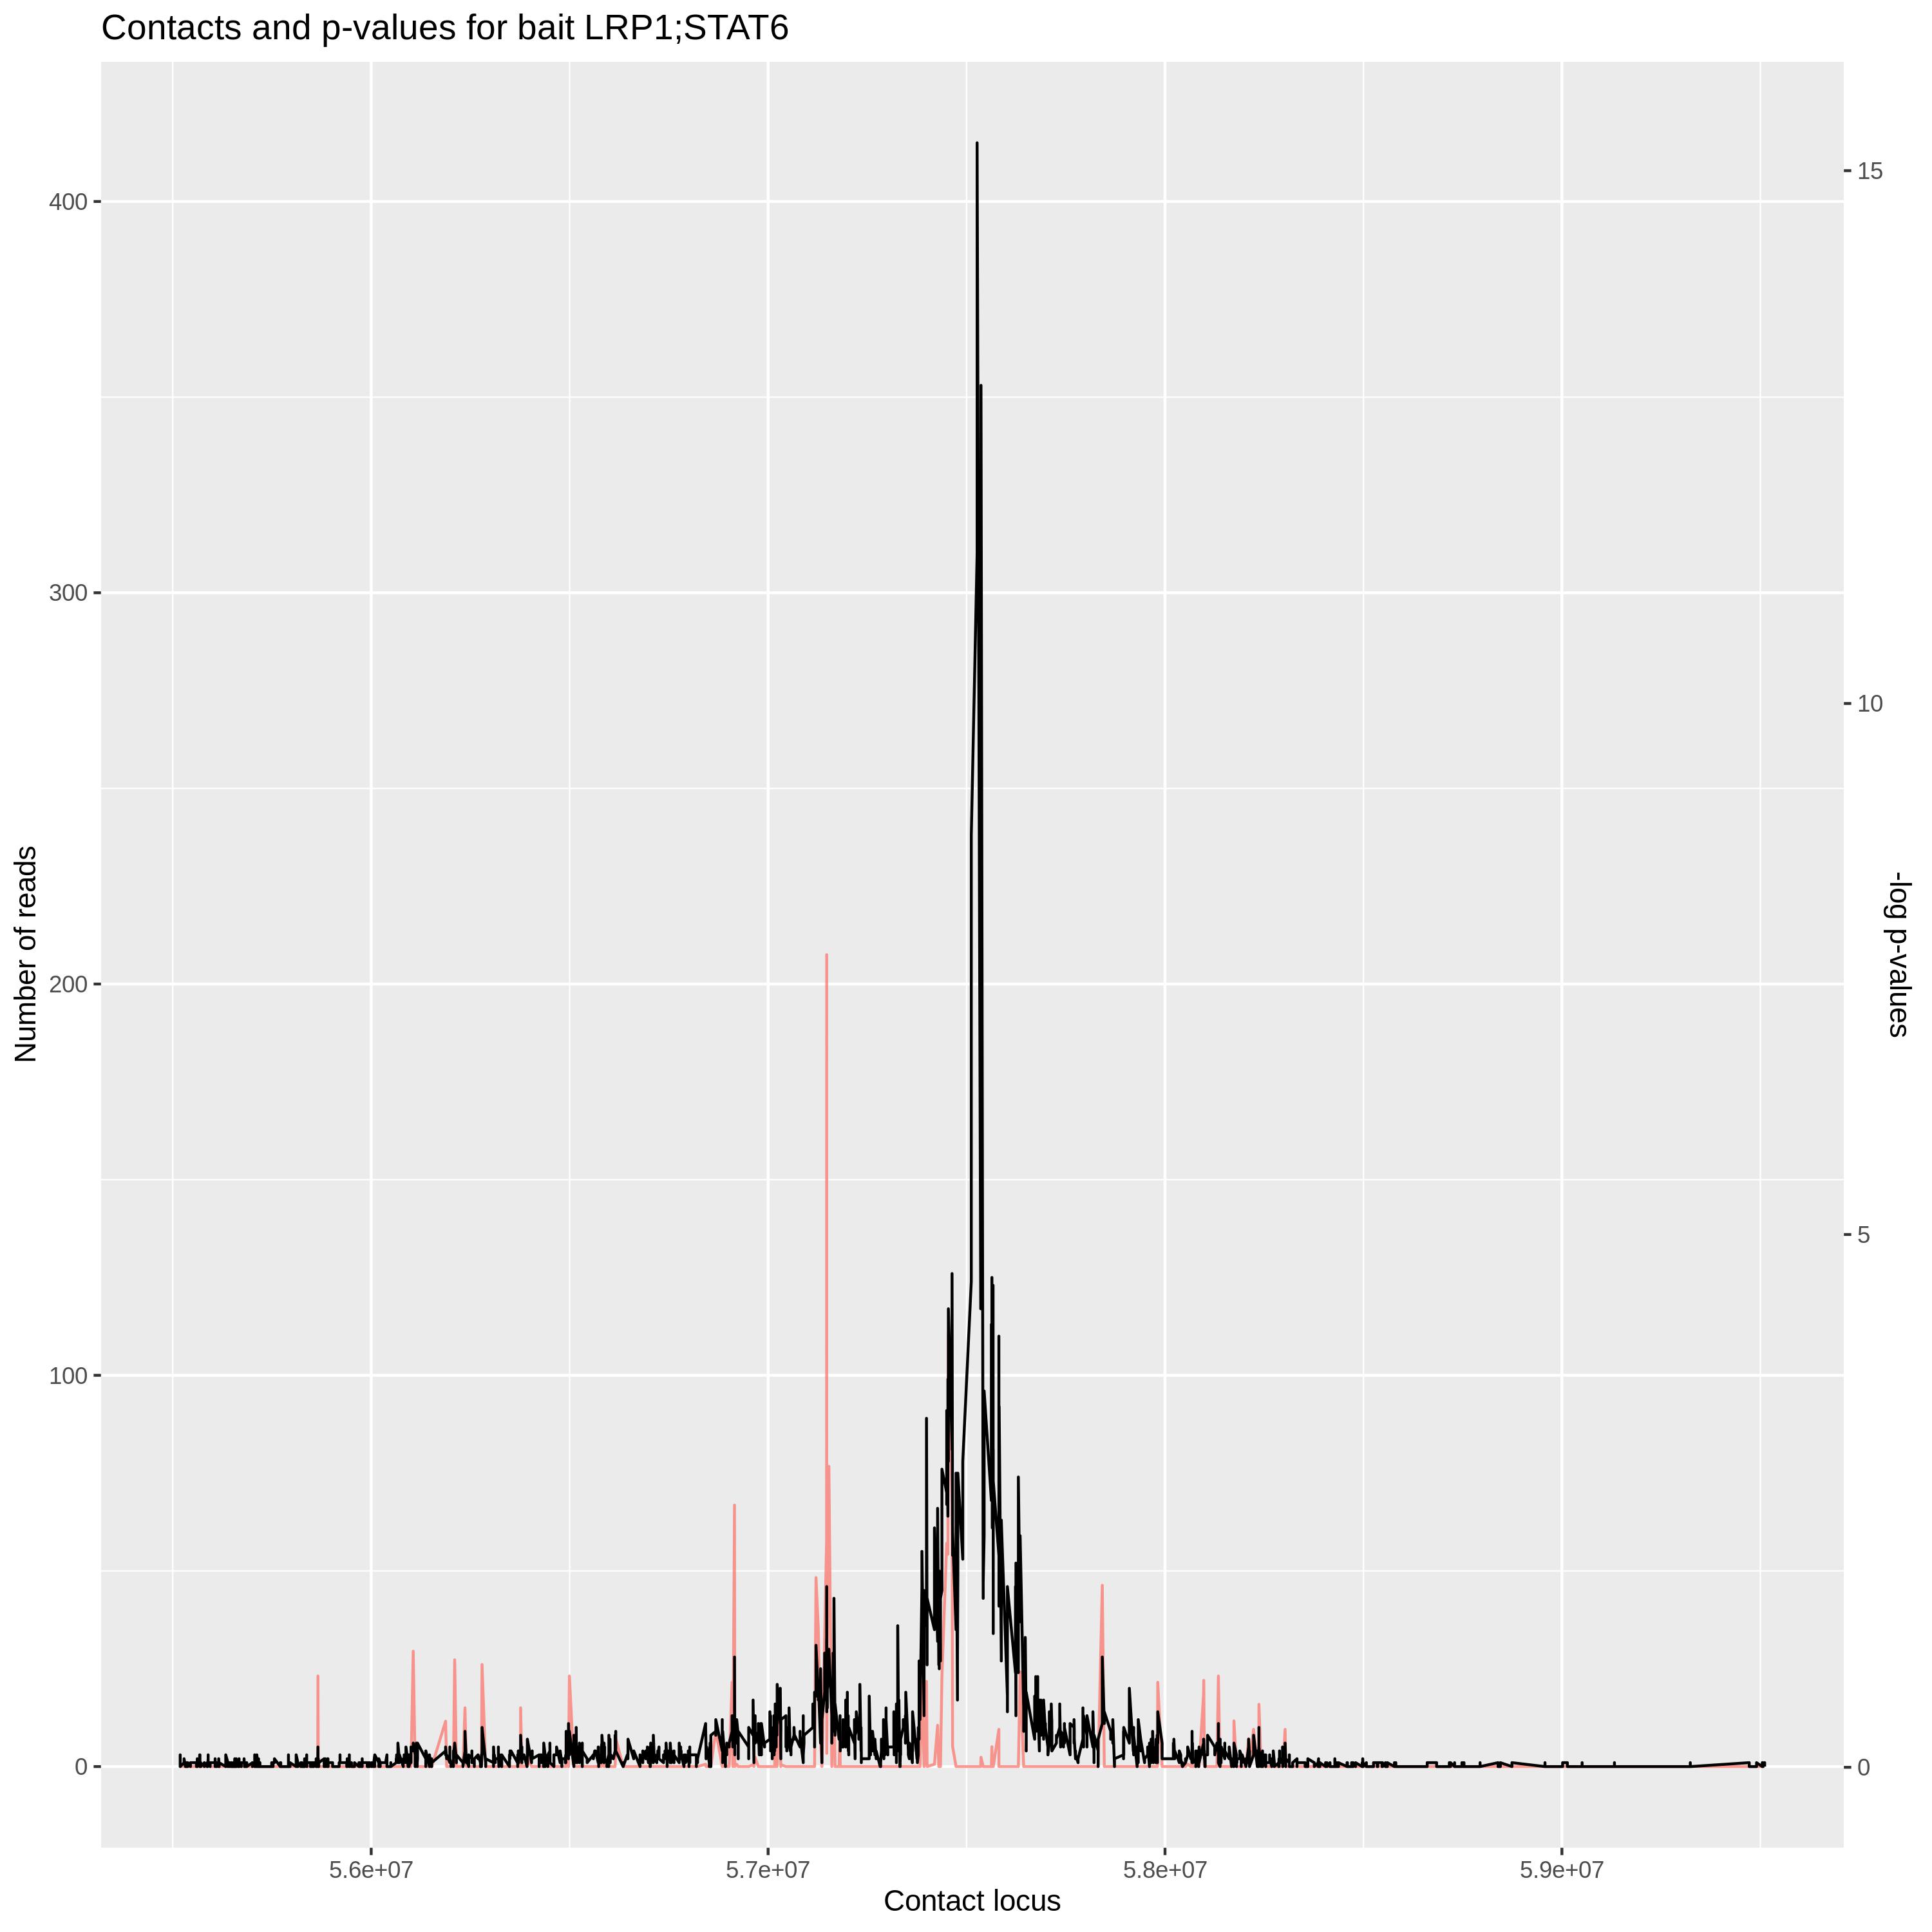 Contacts and p-values for bait LRP1;STAT6
400
300
200
100
0
Number of reads
15
10
5
0
-log p-values
5.6e+07
5.7e+07
5.8e+07
5.9e+07
Contact locus